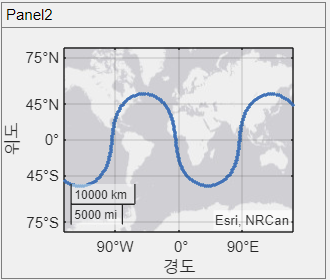 Panel2
75°N
45°N
0°
45°S
75°S
위도
10000 km
5000 mi
Esri, NRCan
90°W
0°
90°E
경도